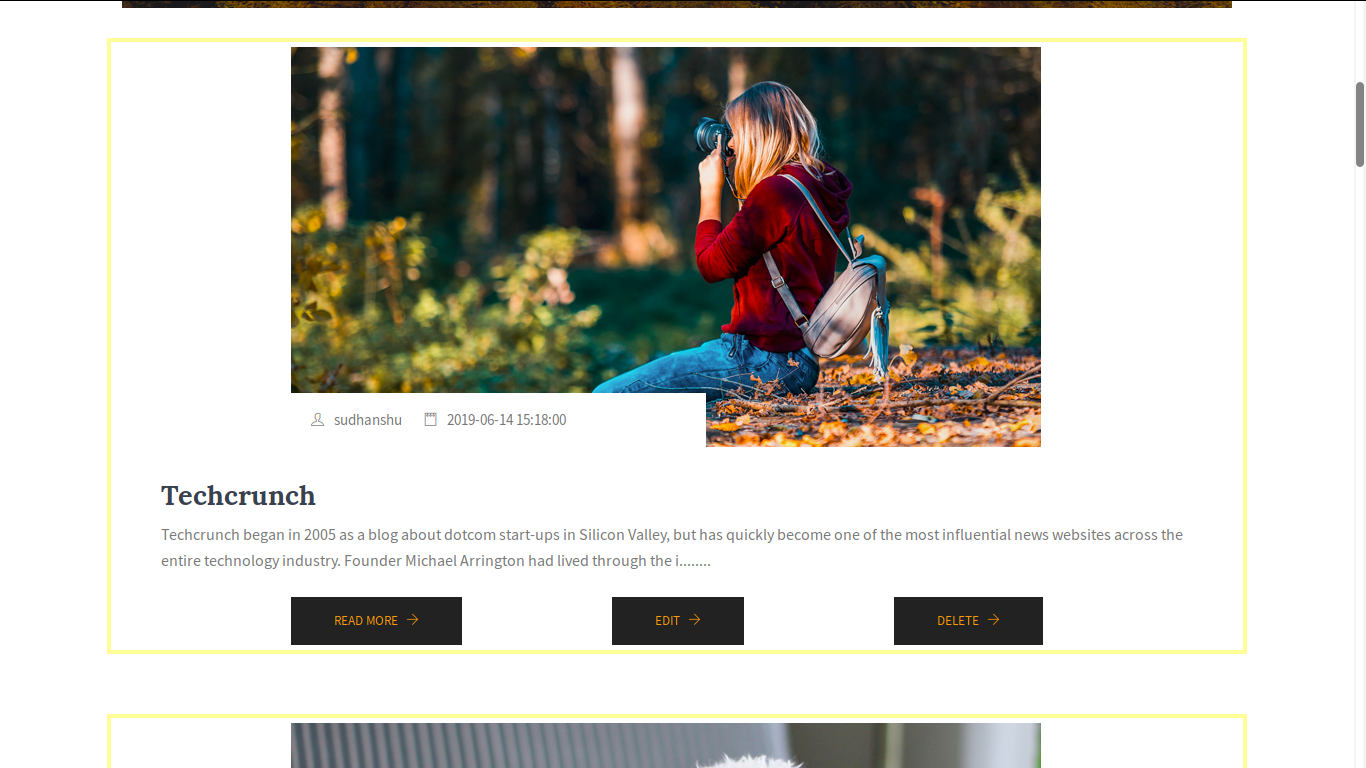 sudhanshu 2019-06-14 15:18:00
Techcrunch
Techcrunch began in 2005 as a blog about dotcom start-ups in Silicon Valley, but has quickly become one of the most influential news websites across the
entire technology industry. Founder Michael Arrington had lived through the i........
READ MORE EDIT DELETE